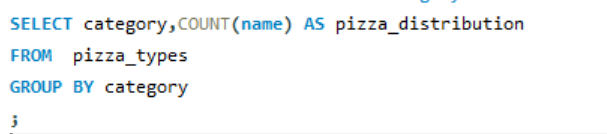 SELECT category,COUNT(name) AS pizza_distribution
FROM  pizza_types
GROUP BY category
;